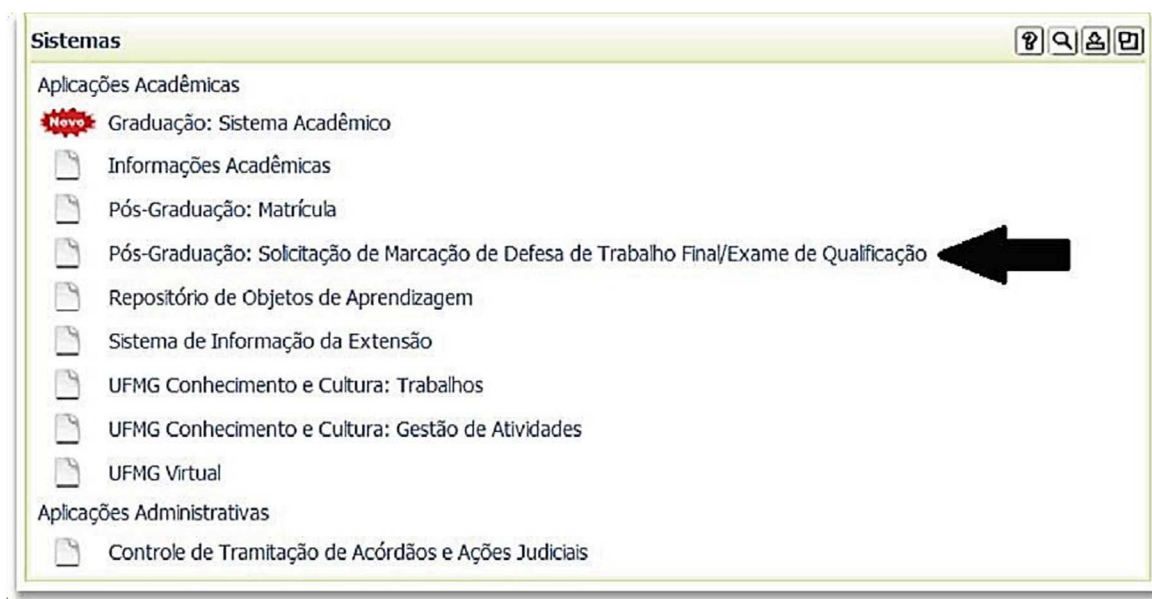 Sistemas
Aplicações Acadêmicas
Novo Graduação: Sistema Acadêmico
Informações Acadêmicas
Pós-Graduação: Matrícula
Pós-Graduação: Solicitação de Marcação de Defesa de Trabalho Final/Exame de Qualificação
Repositório de Objetos de Aprendizagem
Sistema de Informação da Extensão
UFMG Conhecimento e Cultura: Trabalhos
UFMG Conhecimento e Cultura: Gestão de Atividades
UFMG Virtual
Aplicações Administrativas
Controle de Tramitação de Acórdãos e Ações Judiciais